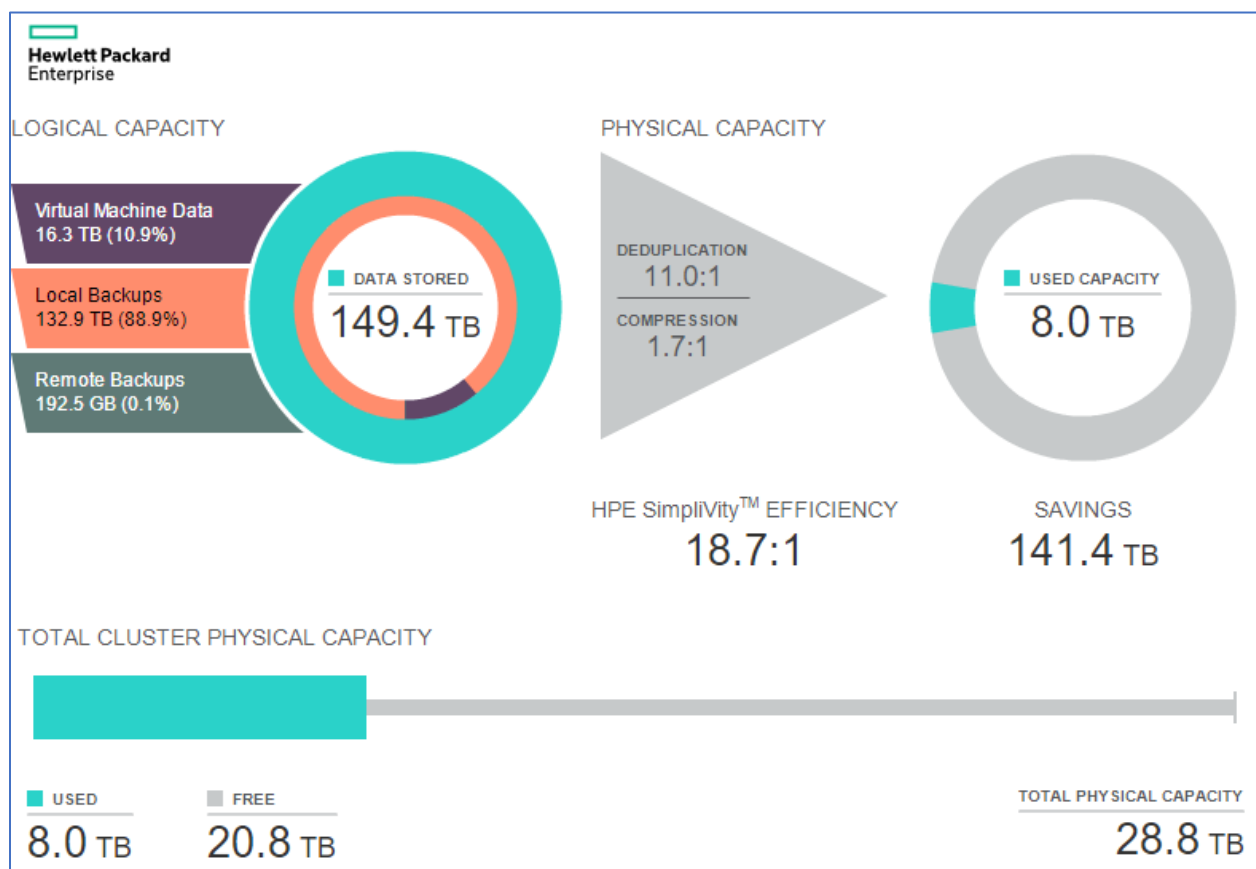 Hewlett Packard
Enterprise
LOGICAL CAPACITY
Virtual Machine Data
16.3 TB (10.9%)
Local Backups
132.9 TB (88.9%)
Remote Backups
192.5 GB (0.1%)
DATA STORED
149.4 TB
PHYSICAL CAPACITY
DEDUPLICATION
11.0:1
COMPRESSION
1.7:1
USED CAPACITY
8.0 TB
HPE SimpliVity™ EFFICIENCY
18.7:1
SAVINGS
141.4 TB
TOTAL CLUSTER PHYSICAL CAPACITY
USED
8.0 TB
FREE
20.8 TB
TOTAL PHYSICAL CAPACITY
28.8 TB